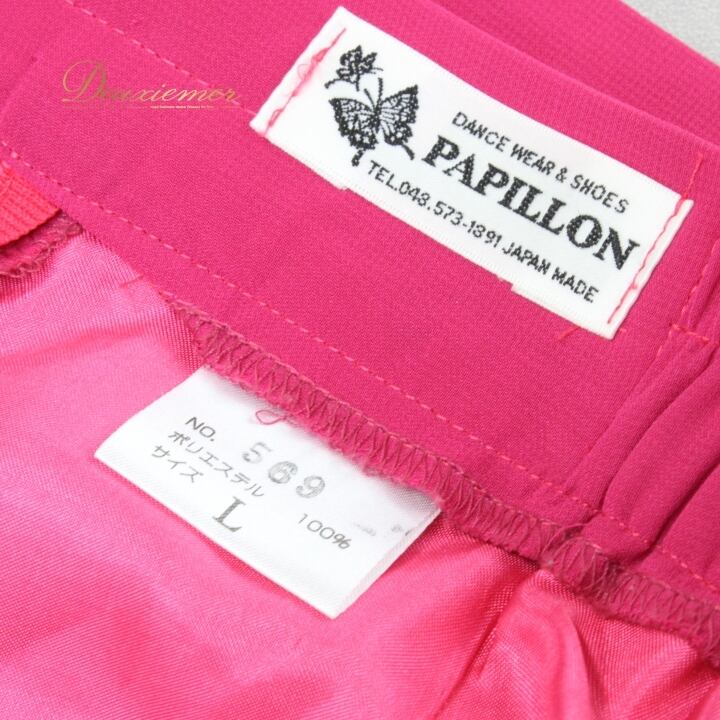 Deuxiemer
DANCE WEAR & SHOES
PAPILLON
TEL.048.573-1891 JAPAN MADE
NO. 569
ポリエステル 100%
サイズ L